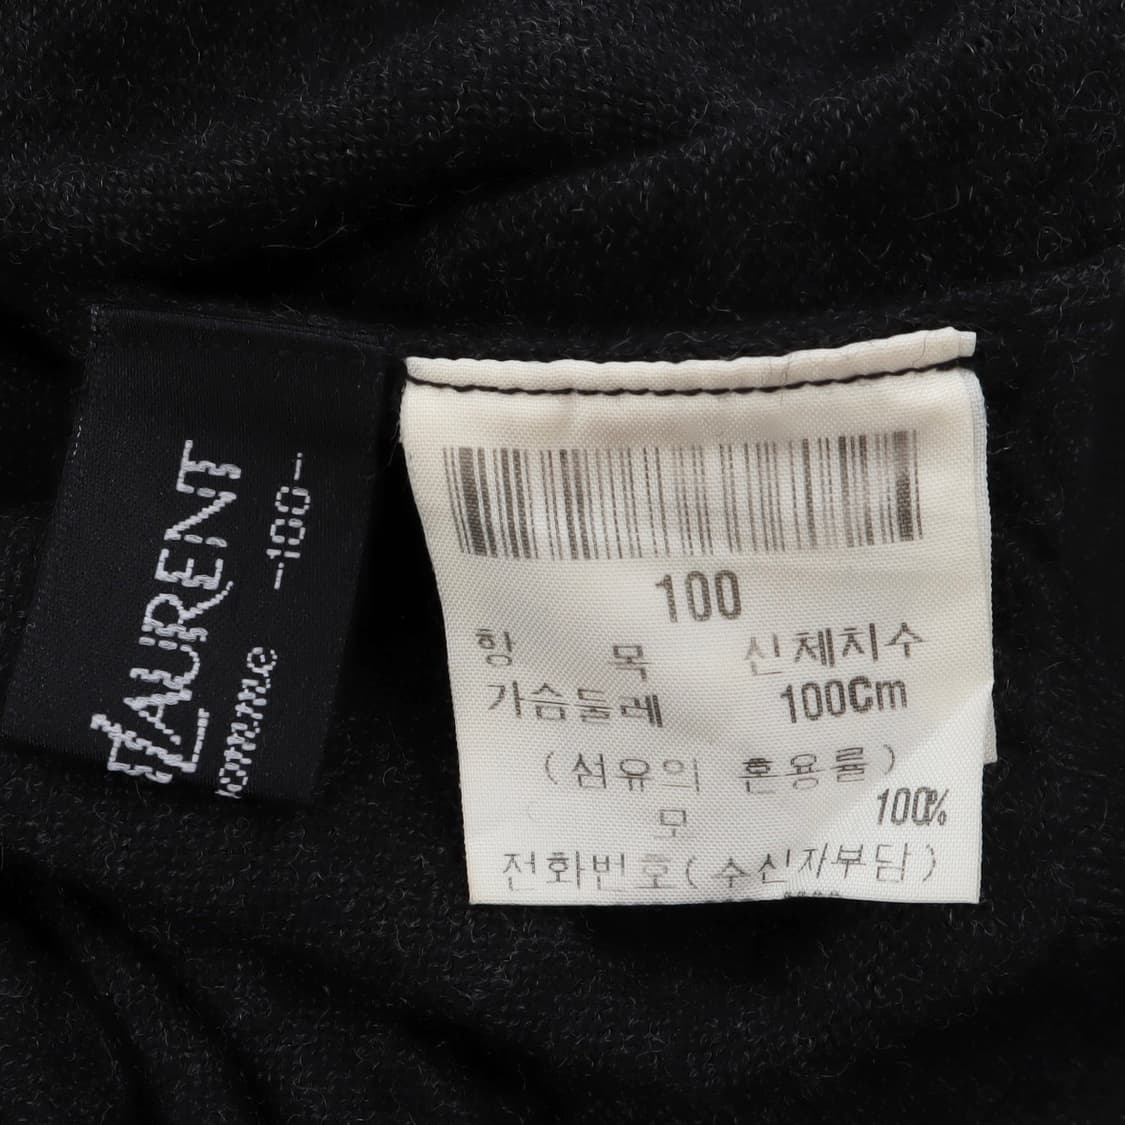 LAURENT
-100-
100
항 목 신체치수
가슴둘레 100Cm
(섬유의 혼용률)
모 100%
전화번호(수신자부담)